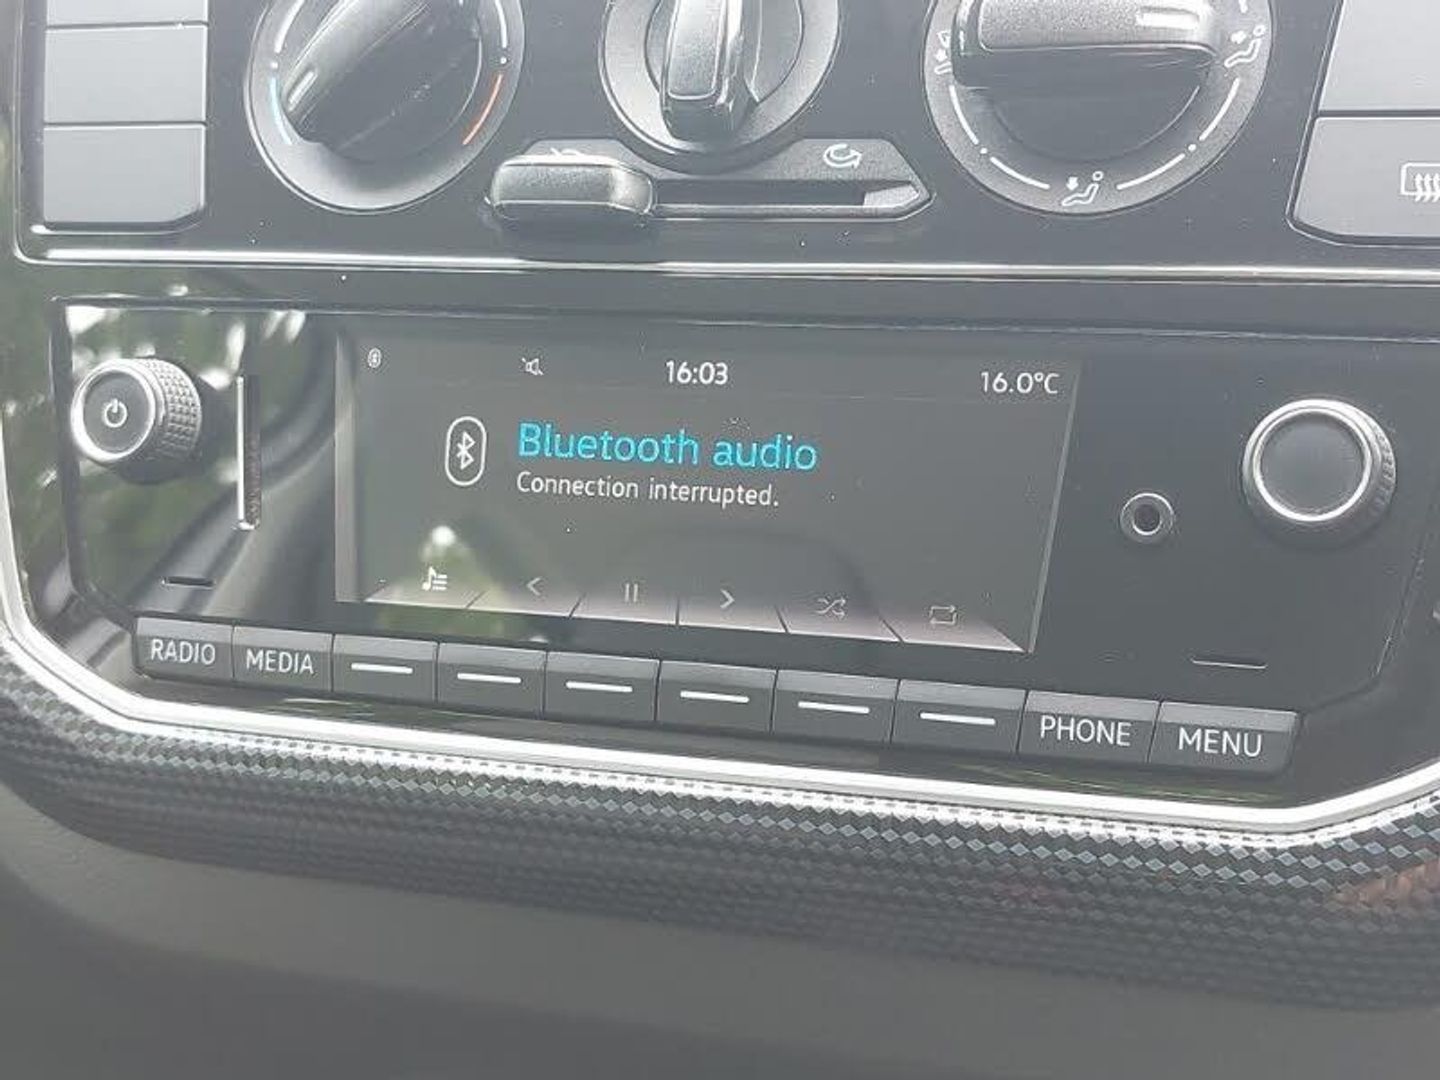 16:03
16.0°C
Bluetooth audio
Connection interrupted.
RADIO
MEDIA
PHONE
MENU